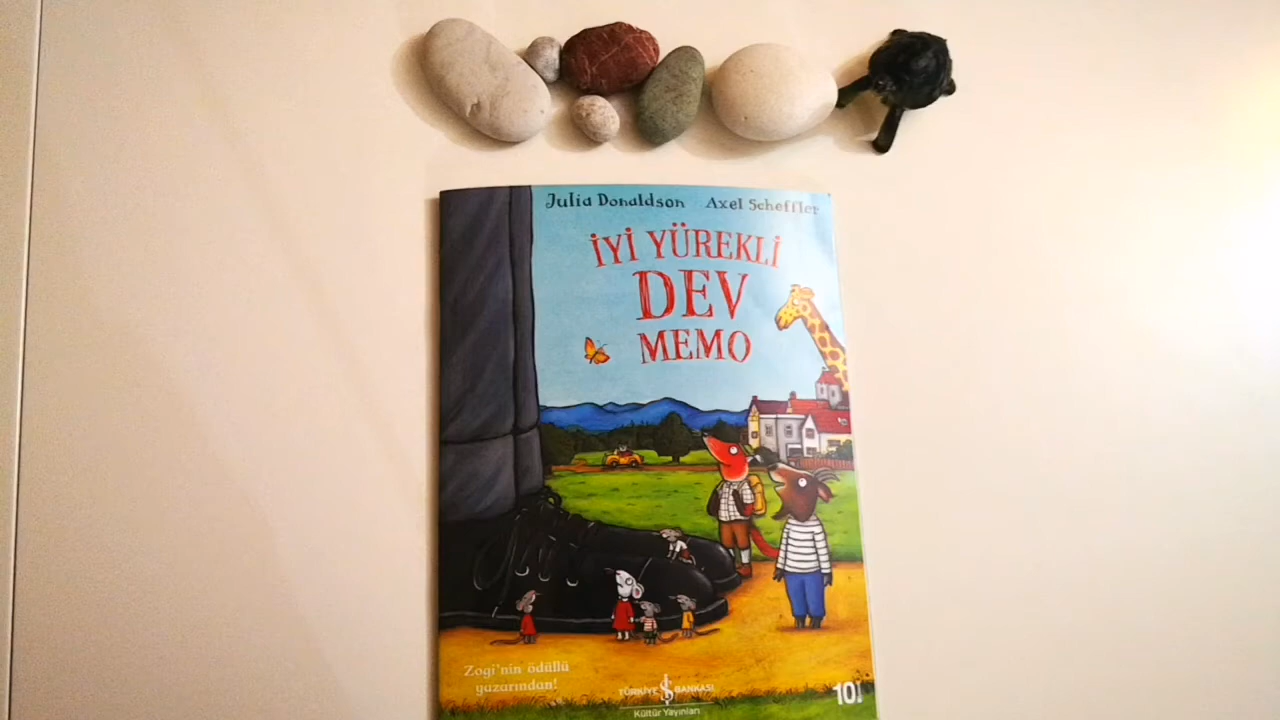 Julia Donaldson Axel Scheffler
İYİ YÜREKLİ
DEV
MEMO
Zogi'nin ödüllü
yazarından!
TÜRKİYE İŞ BANKASI
Kültür Yayınları
10